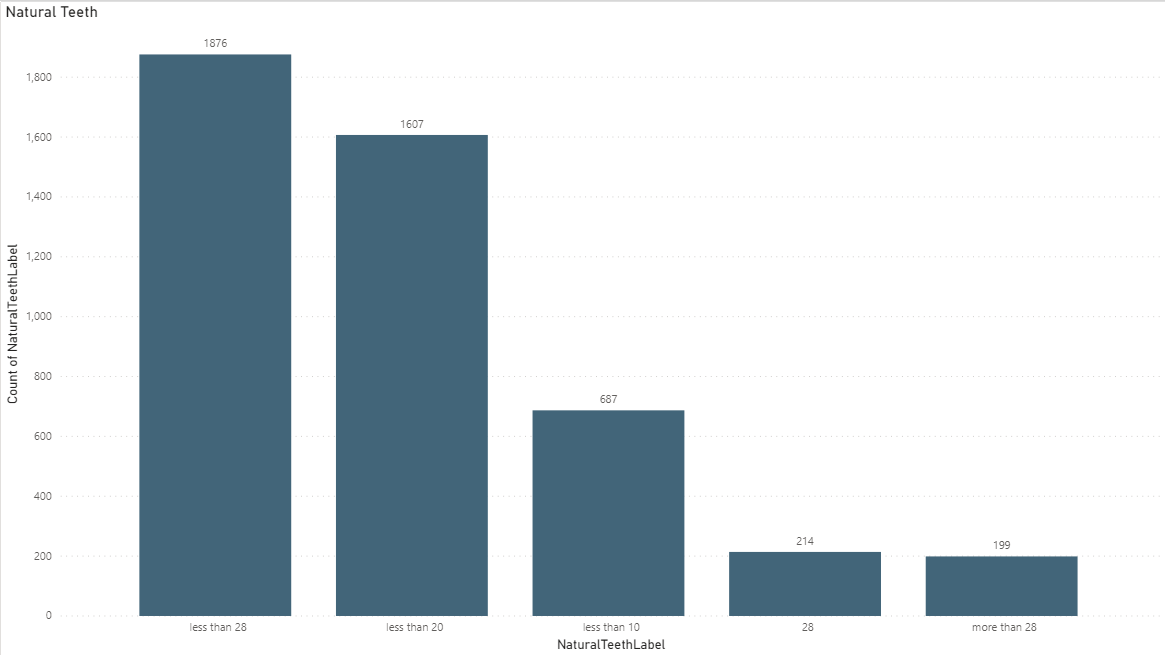 Natural Teeth
Count of NaturalTeethLabel
1,800
1,600
1,400
1,200
1,000
800
600
400
200
0
1876
1607
687
214
199
less than 28
less than 20
less than 10
28
more than 28
NaturalTeethLabel